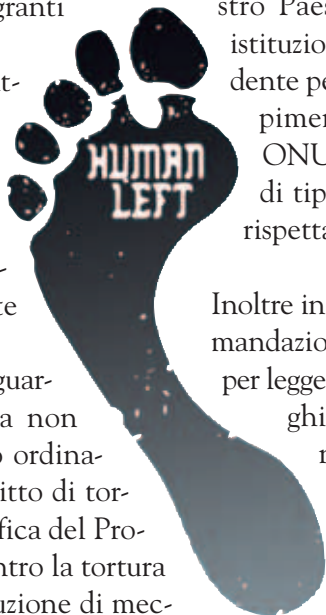 granti
t-
-
te
guar-
a non
o ordina-
itto di tor-
fica del Pro-
ntro la tortura
uzione di mec-
HUMAN
LEFT
stro Paes
istituzio
dente pe
pimen
ONU
di tip
rispetta
Inoltre in
mandazio
per legge
ghi
r